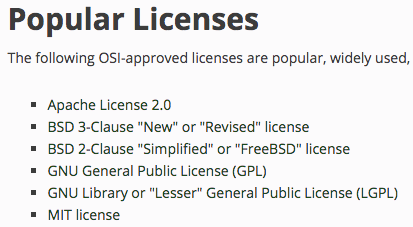 Popular Licenses
The following OSI-approved licenses are popular, widely used,
Apache License 2.0
BSD 3-Clause "New" or "Revised" license
BSD 2-Clause "Simplified" or "FreeBSD" license
GNU General Public License (GPL)
GNU Library or "Lesser" General Public License (LGPL)
MIT license